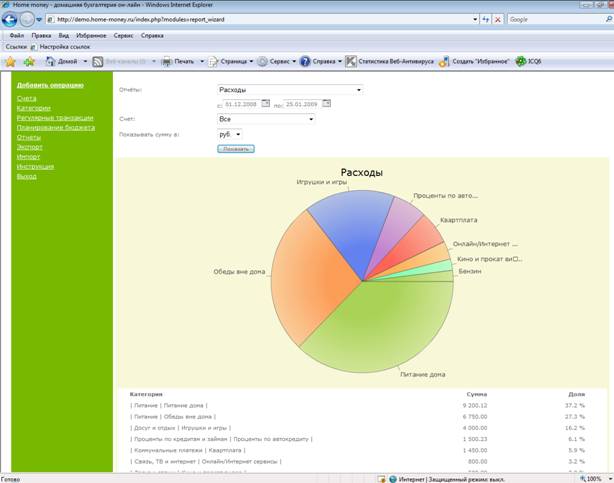 Home money - домашняя бухгалтерия он-лайн - Windows Internet Explorer
http://demo.home-money.ru/index.php?modules=report_wizard
Google
Файл Правка Вид Избранное Сервис Справка
Ссылки Настройка ссылок
Домой Веб-каналы (0) Печать Страница Сервис Справка Статистика Веб-Антивируса Создать "Избранное" ICQ6
Добавить операцию
Счета
Категории
Регулярные транзакции
Планирование бюджета
Отчеты
Экспорт
Импорт
Инструкция
Выход
Отчёты: Расходы
с: 01.12.2008 по: 25.01.2009
Счет: Все
Показывать сумму в: руб.
Показать
Расходы
Игрушки и игры
Проценты по авто...
Квартплата
Онлайн/Интернет ...
Кино и прокат ви...
Бензин
Обеды вне дома
Питание дома
Категория Сумма Доля
| Питание | Питание дома | 9 200.12 37.2 %
| Питание | Обеды вне дома | 6 750.00 27.3 %
| Досуг и отдых | Игрушки и игры | 4 000.00 16.2 %
| Проценты по кредитам и займам | Проценты по автокредиту | 1 500.23 6.1 %
| Коммунальные платежи | Квартплата | 1 450.00 5.9 %
| Связь, ТВ и интернет | Онлайн/Интернет сервисы | 800.00 3.2 %
Готово Интернет | Защищенный режим: выкл. 100%